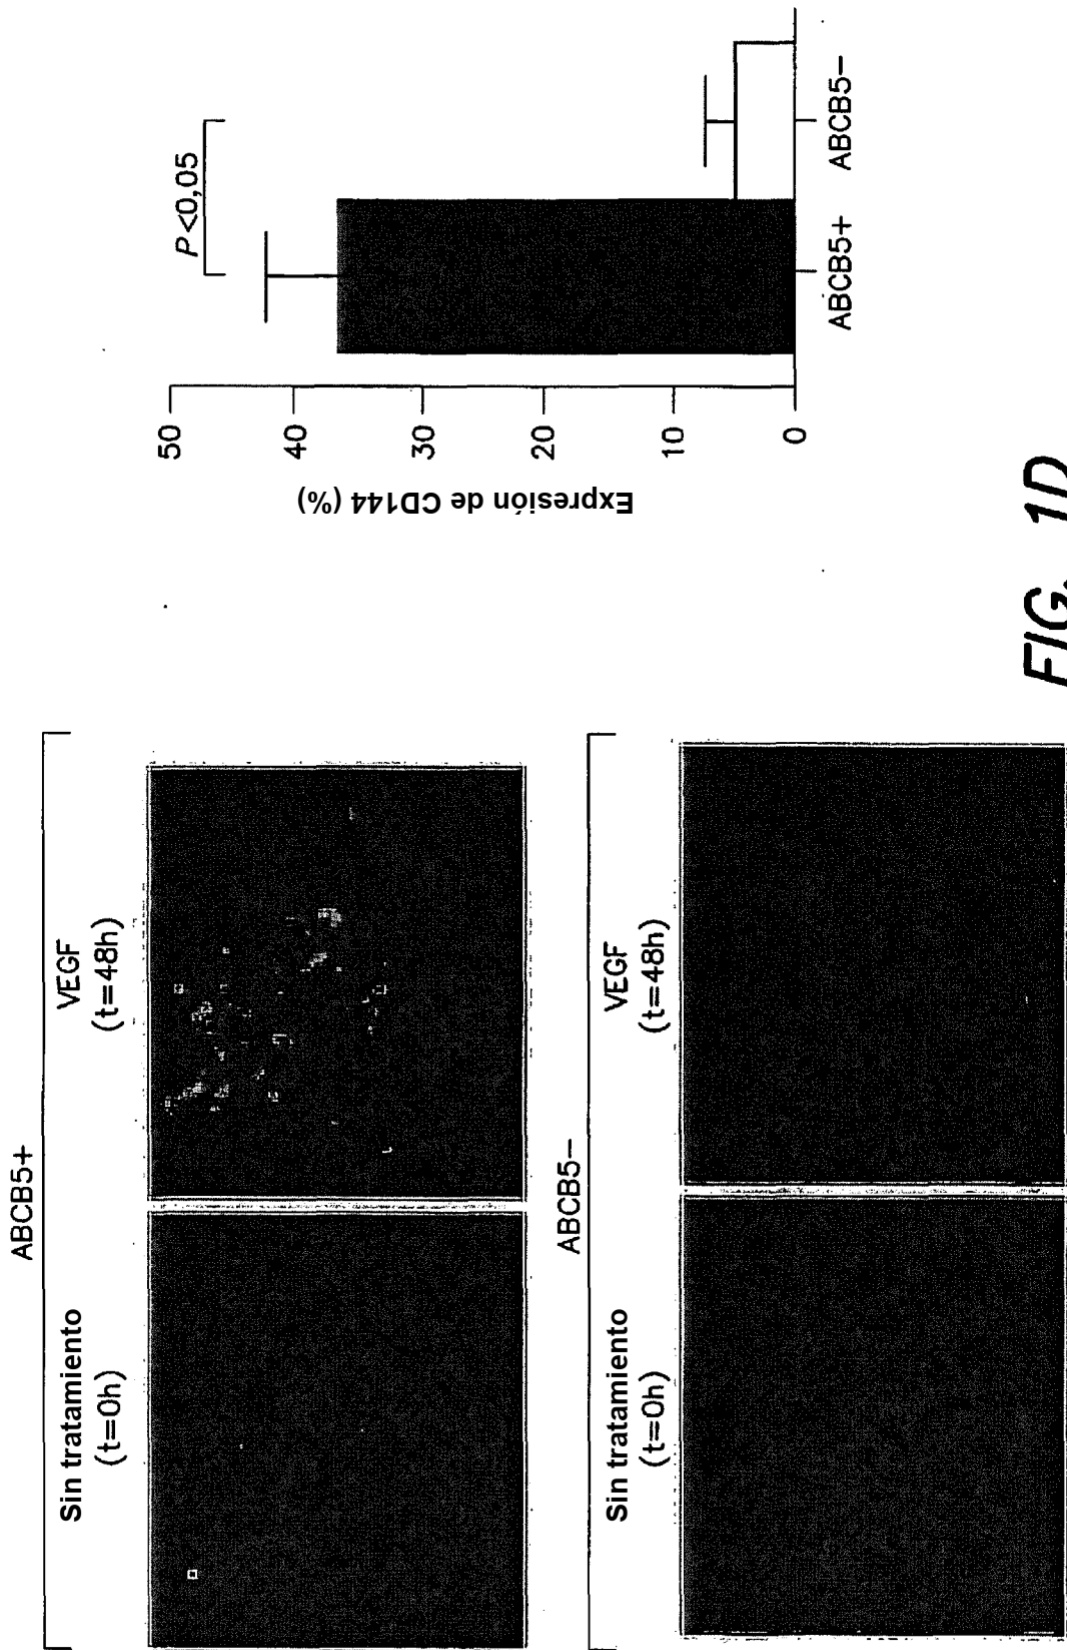 ABCB5+
Sin tratamiento
(t=0h)
VEGF
(t=48h)
ABCB5−
Sin tratamiento
(t=0h)
VEGF
(t=48h)
Expresión de CD144 (%)
50
40
30
20
10
0
P<0,05
ABCB5+
ABCB5−
FIG. 1D